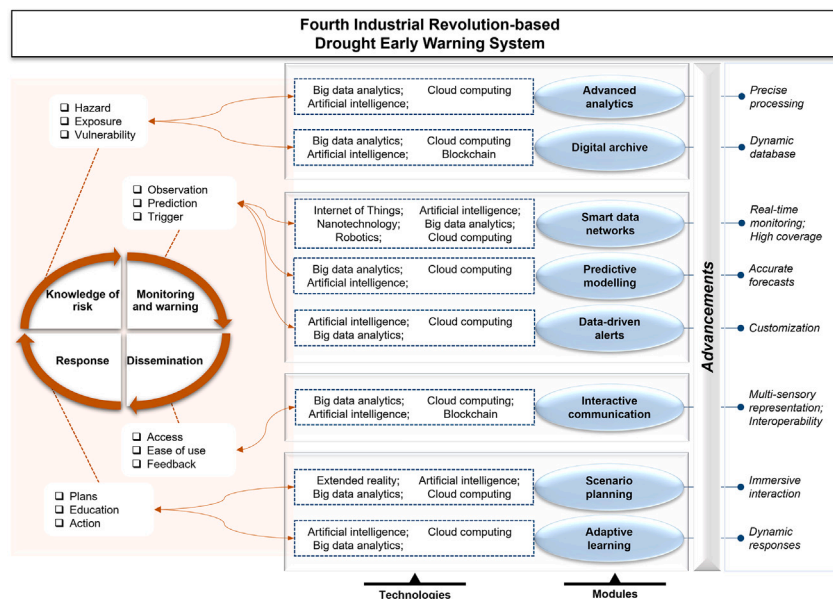 Fourth Industrial Revolution-based
Drought Early Warning System
Hazard
Exposure
Vulnerability
Observation
Prediction
Trigger
Knowledge of
risk
Monitoring
and warning
Response
Dissemination
Access
Ease of use
Feedback
Plans
Education
Action
Big data analytics; Cloud computing
Artificial intelligence;
Advanced
analytics
Precise
processing
Big data analytics; Cloud computing
Artificial intelligence; Blockchain
Digital archive
Dynamic
database
Internet of Things; Artificial intelligence;
Nanotechnology; Big data analytics;
Robotics; Cloud computing
Smart data
networks
Real-time
monitoring;
High coverage
Big data analytics; Cloud computing
Artificial intelligence;
Predictive
modelling
Accurate
forecasts
Artificial intelligence; Cloud computing
Big data analytics;
Data-driven
alerts
Customization
Big data analytics; Cloud computing;
Artificial intelligence; Blockchain
Interactive
communication
Multi-sensory
representation;
Interoperability
Extended reality; Artificial intelligence;
Big data analytics; Cloud computing
Scenario
planning
Immersive
interaction
Artificial intelligence; Cloud computing
Big data analytics;
Adaptive
learning
Dynamic
responses
Advancements
Technologies
Modules